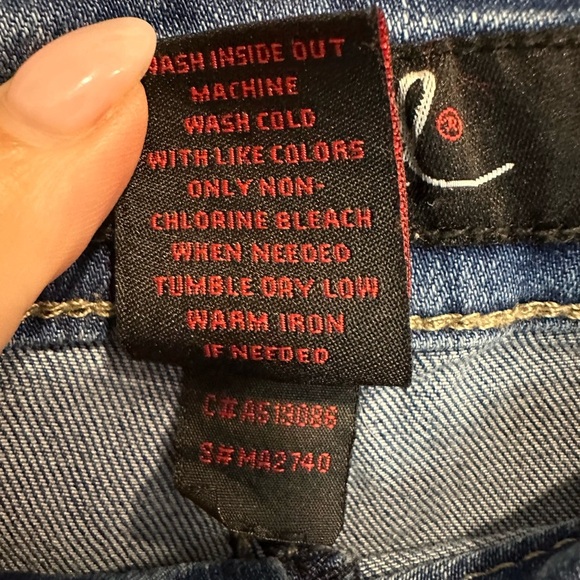 WASH INSIDE OUT
MACHINE
WASH COLD
WITH LIKE COLORS
ONLY NON-
CHLORINE BLEACH
WHEN NEEDED
TUMBLE DRY LOW
WARM IRON
IF NEEDED
C# AS19086
S# MA2740
®